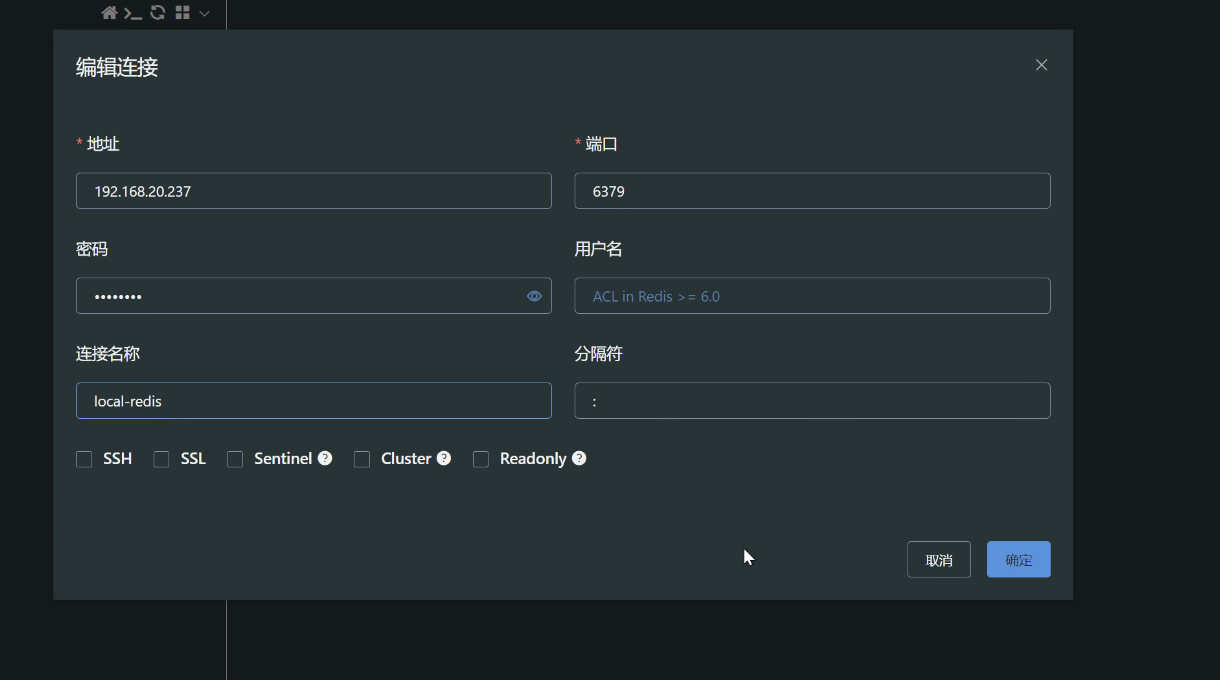 编辑连接
* 地址
* 端口
192.168.20.237
6379
密码
用户名
••••••••
ACL in Redis >= 6.0
连接名称
分隔符
local-redis
:
SSH SSL Sentinel ? Cluster ? Readonly ?
取消
确定